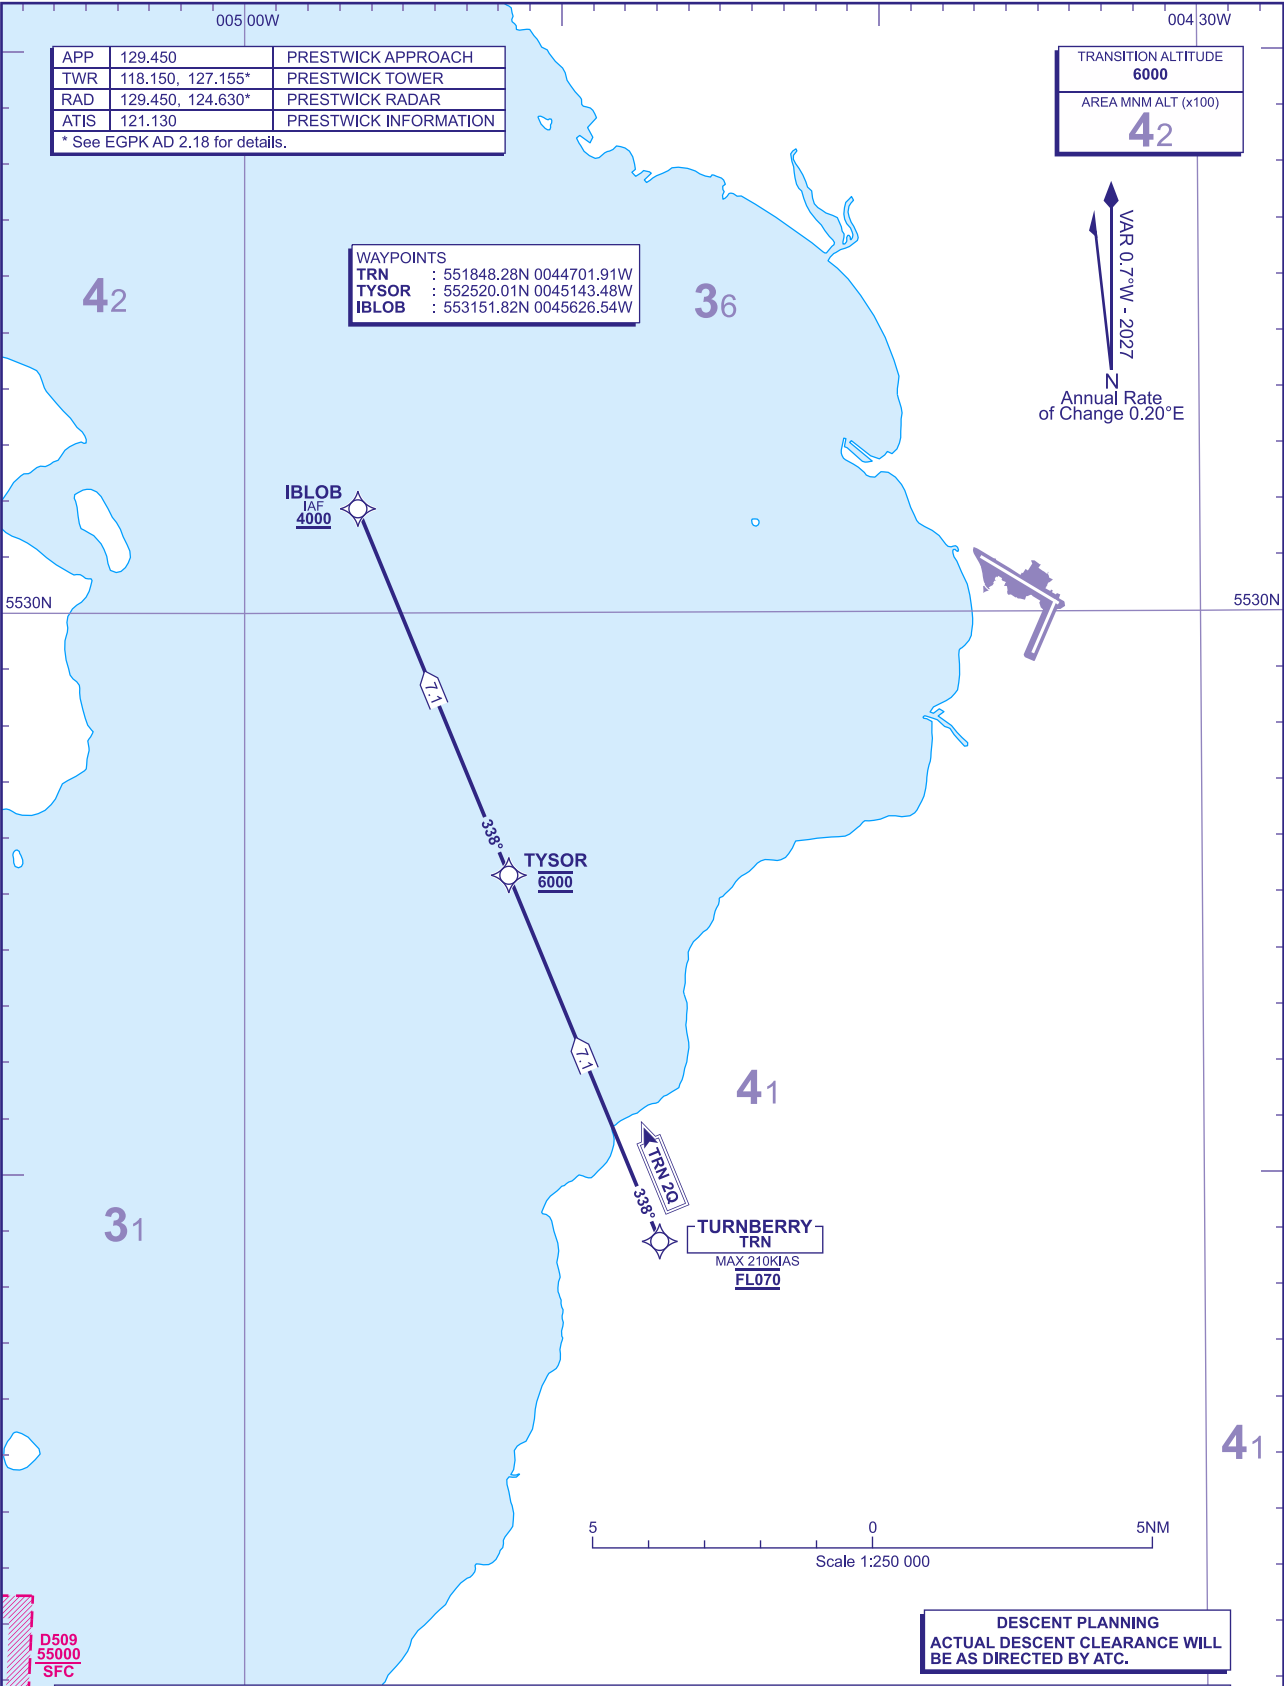 005 00W
004 30W
APP 129.450 PRESTWICK APPROACH
TWR 118.150, 127.155* PRESTWICK TOWER
RAD 129.450, 124.630* PRESTWICK RADAR
ATIS 121.130 PRESTWICK INFORMATION
* See EGPK AD 2.18 for details.
TRANSITION ALTITUDE
6000
AREA MNM ALT (x100)
42
VAR 0.7°W - 2027
N
Annual Rate
of Change 0.20°E
WAYPOINTS
TRN : 551848.28N 0044701.91W
TYSOR : 552520.01N 0045143.48W
IBLOB : 553151.82N 0045626.54W
42
36
IBLOB
IAF
4000
5530N
5530N
7.1
338°
TYSOR
6000
7.1
41
TRN 2Q
338°
31
TURNBERRY
TRN
MAX 210KIAS
FL070
41
5 0 5NM
Scale 1:250 000
D509
55000
SFC
DESCENT PLANNING
ACTUAL DESCENT CLEARANCE WILL
BE AS DIRECTED BY ATC.